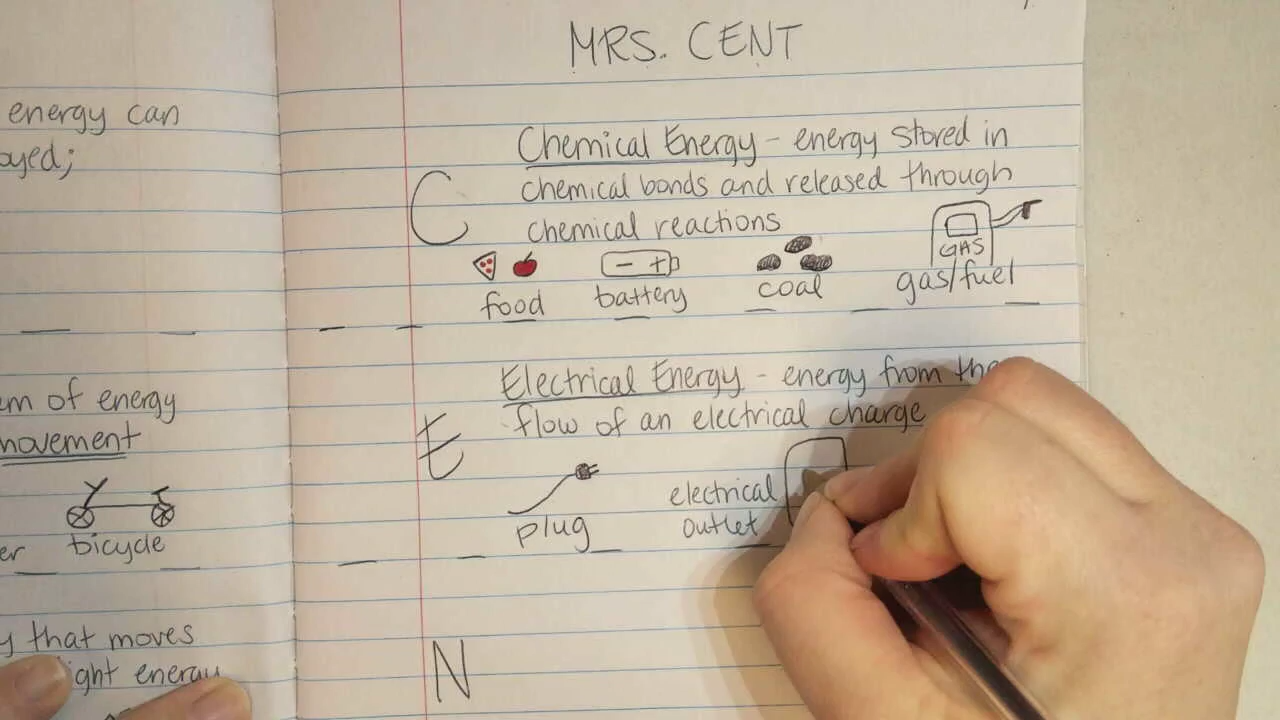 energy can
oyed;
em of energy
movement
er bicycle
y that moves
light energy
MRS. CENT
Chemical Energy - energy stored in
C
chemical bonds and released through
chemical reactions
GAS
food battery coal gas/fuel
Electrical Energy - energy from the
flow of an electrical charge
E
plug
electrical
outlet
N